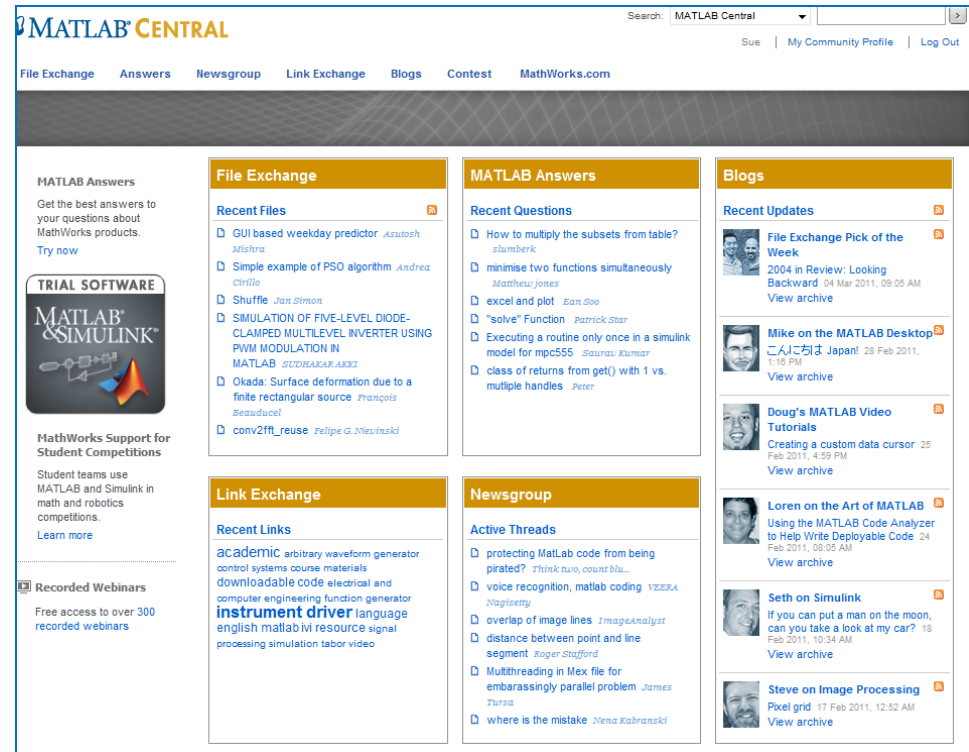 Search: MATLAB Central
MATLAB® CENTRAL
Sue | My Community Profile | Log Out
File Exchange Answers Newsgroup Link Exchange Blogs Contest MathWorks.com
MATLAB Answers
Get the best answers to
your questions about
MathWorks products.
Try now
TRIAL SOFTWARE
MATLAB®
&SIMULINK®
MathWorks Support for
Student Competitions
Student teams use
MATLAB and Simulink in
math and robotics
competitions.
Learn more
Recorded Webinars
Free access to over 300
recorded webinars
File Exchange
Recent Files
GUI based weekday predictor Asutosh
Mishra
Simple example of PSO algorithm Andrea
Cirillo
Shuffle Jan Simon
SIMULATION OF FIVE-LEVEL DIODE-
CLAMPED MULTILEVEL INVERTER USING
PWM MODULATION IN
MATLAB SUDHAKAR AKKI
Okada: Surface deformation due to a
finite rectangular source François
Beauducel
conv2fft_reuse Felipe G. Nievinski
MATLAB Answers
Recent Questions
How to multiply the subsets from table?
slumberk
minimise two functions simultaneously
Matthew jones
excel and plot Ean Soo
"solve" Function Patrick Star
Executing a routine only once in a simulink
model for mpc555 Saurav Kumar
class of returns from get() with 1 vs.
mutliple handles Peter
Link Exchange
Recent Links
academic arbitrary waveform generator
control systems course materials
downloadable code electrical and
computer engineering function generator
instrument driver language
english matlab ivi resource signal
processing simulation tabor video
Newsgroup
Active Threads
protecting MatLab code from being
pirated? Think two, count blu...
voice recognition, matlab coding VEERA
Nagisetty
overlap of image lines ImageAnalyst
distance between point and line
segment Roger Stafford
Multithreading in Mex file for
embarassingly parallel problem James
Tursa
where is the mistake Nena Kabranski
Blogs
Recent Updates
File Exchange Pick of the
Week
2004 in Review: Looking
Backward 04 Mar 2011, 09:05 AM
View archive
Mike on the MATLAB Desktop
こんにちは Japan! 28 Feb 2011,
1:16 PM
View archive
Doug's MATLAB Video
Tutorials
Creating a custom data cursor 25
Feb 2011, 4:59 PM
View archive
Loren on the Art of MATLAB
Using the MATLAB Code Analyzer
to Help Write Deployable Code 24
Feb 2011, 08:05 AM
View archive
Seth on Simulink
If you can put a man on the moon,
can you take a look at my car? 18
Feb 2011, 10:34 AM
View archive
Steve on Image Processing
Pixel grid 17 Feb 2011, 12:52 AM
View archive